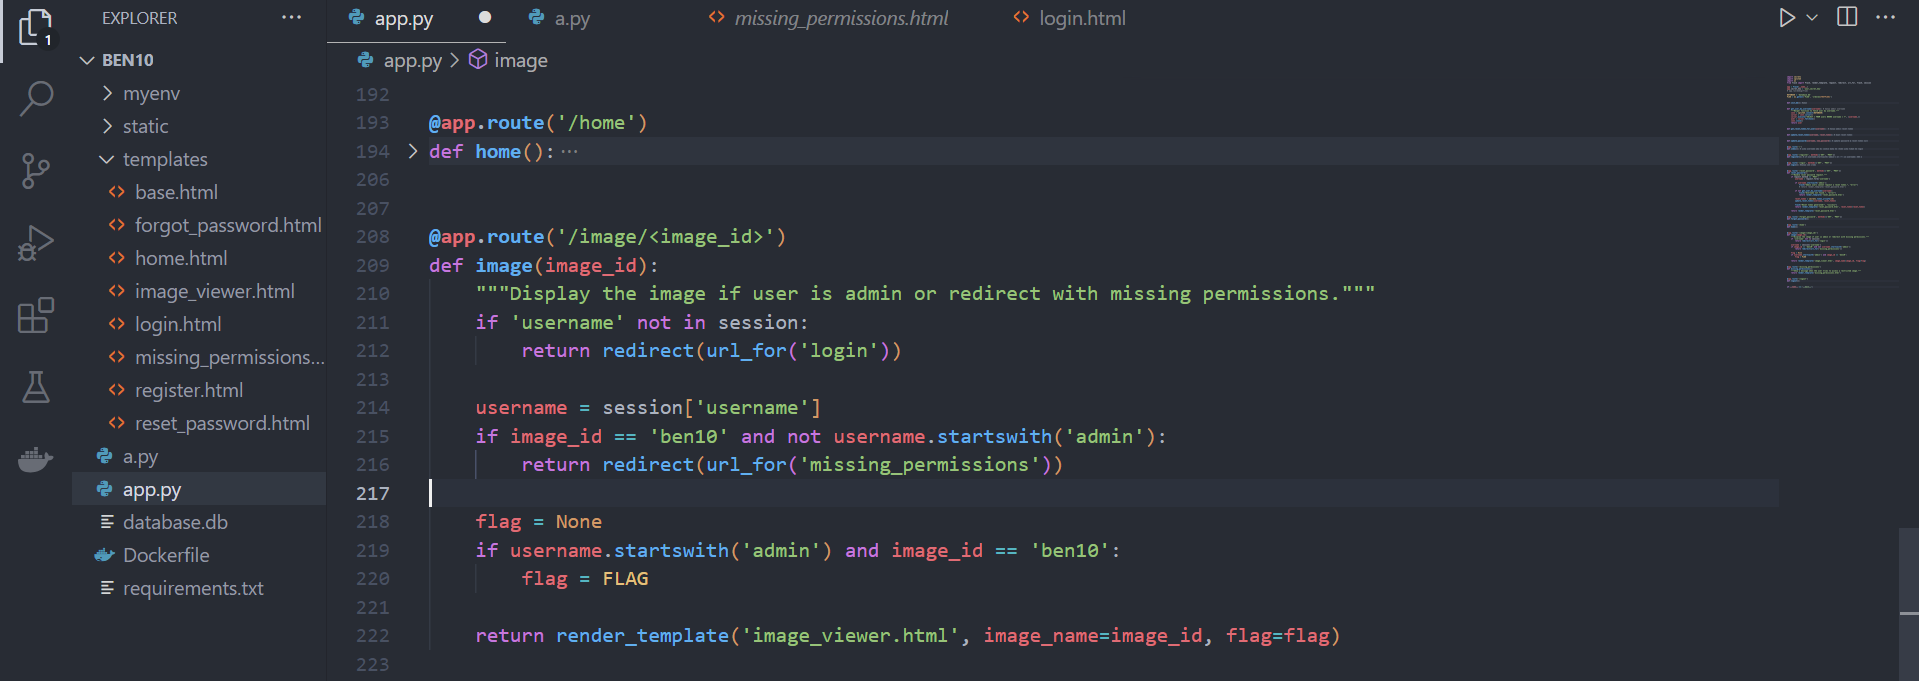 EXPLORER
···
app.py
a.py
missing_permissions.html
login.html
···
1
BEN10
app.py > image
myenv
static
templates
base.html
forgot_password.html
home.html
image_viewer.html
login.html
missing_permissions...
register.html
reset_password.html
a.py
app.py
database.db
Dockerfile
requirements.txt
192
193 @app.route('/home')
194 def home(): ···
206
207
208 @app.route('/image/<image_id>')
209 def image(image_id):
210 """Display the image if user is admin or redirect with missing permissions."""
211 if 'username' not in session:
212 return redirect(url_for('login'))
213
214 username = session['username']
215 if image_id == 'ben10' and not username.startswith('admin'):
216 return redirect(url_for('missing_permissions'))
217
218 flag = None
219 if username.startswith('admin') and image_id == 'ben10':
220 flag = FLAG
221
222 return render_template('image_viewer.html', image_name=image_id, flag=flag)
223